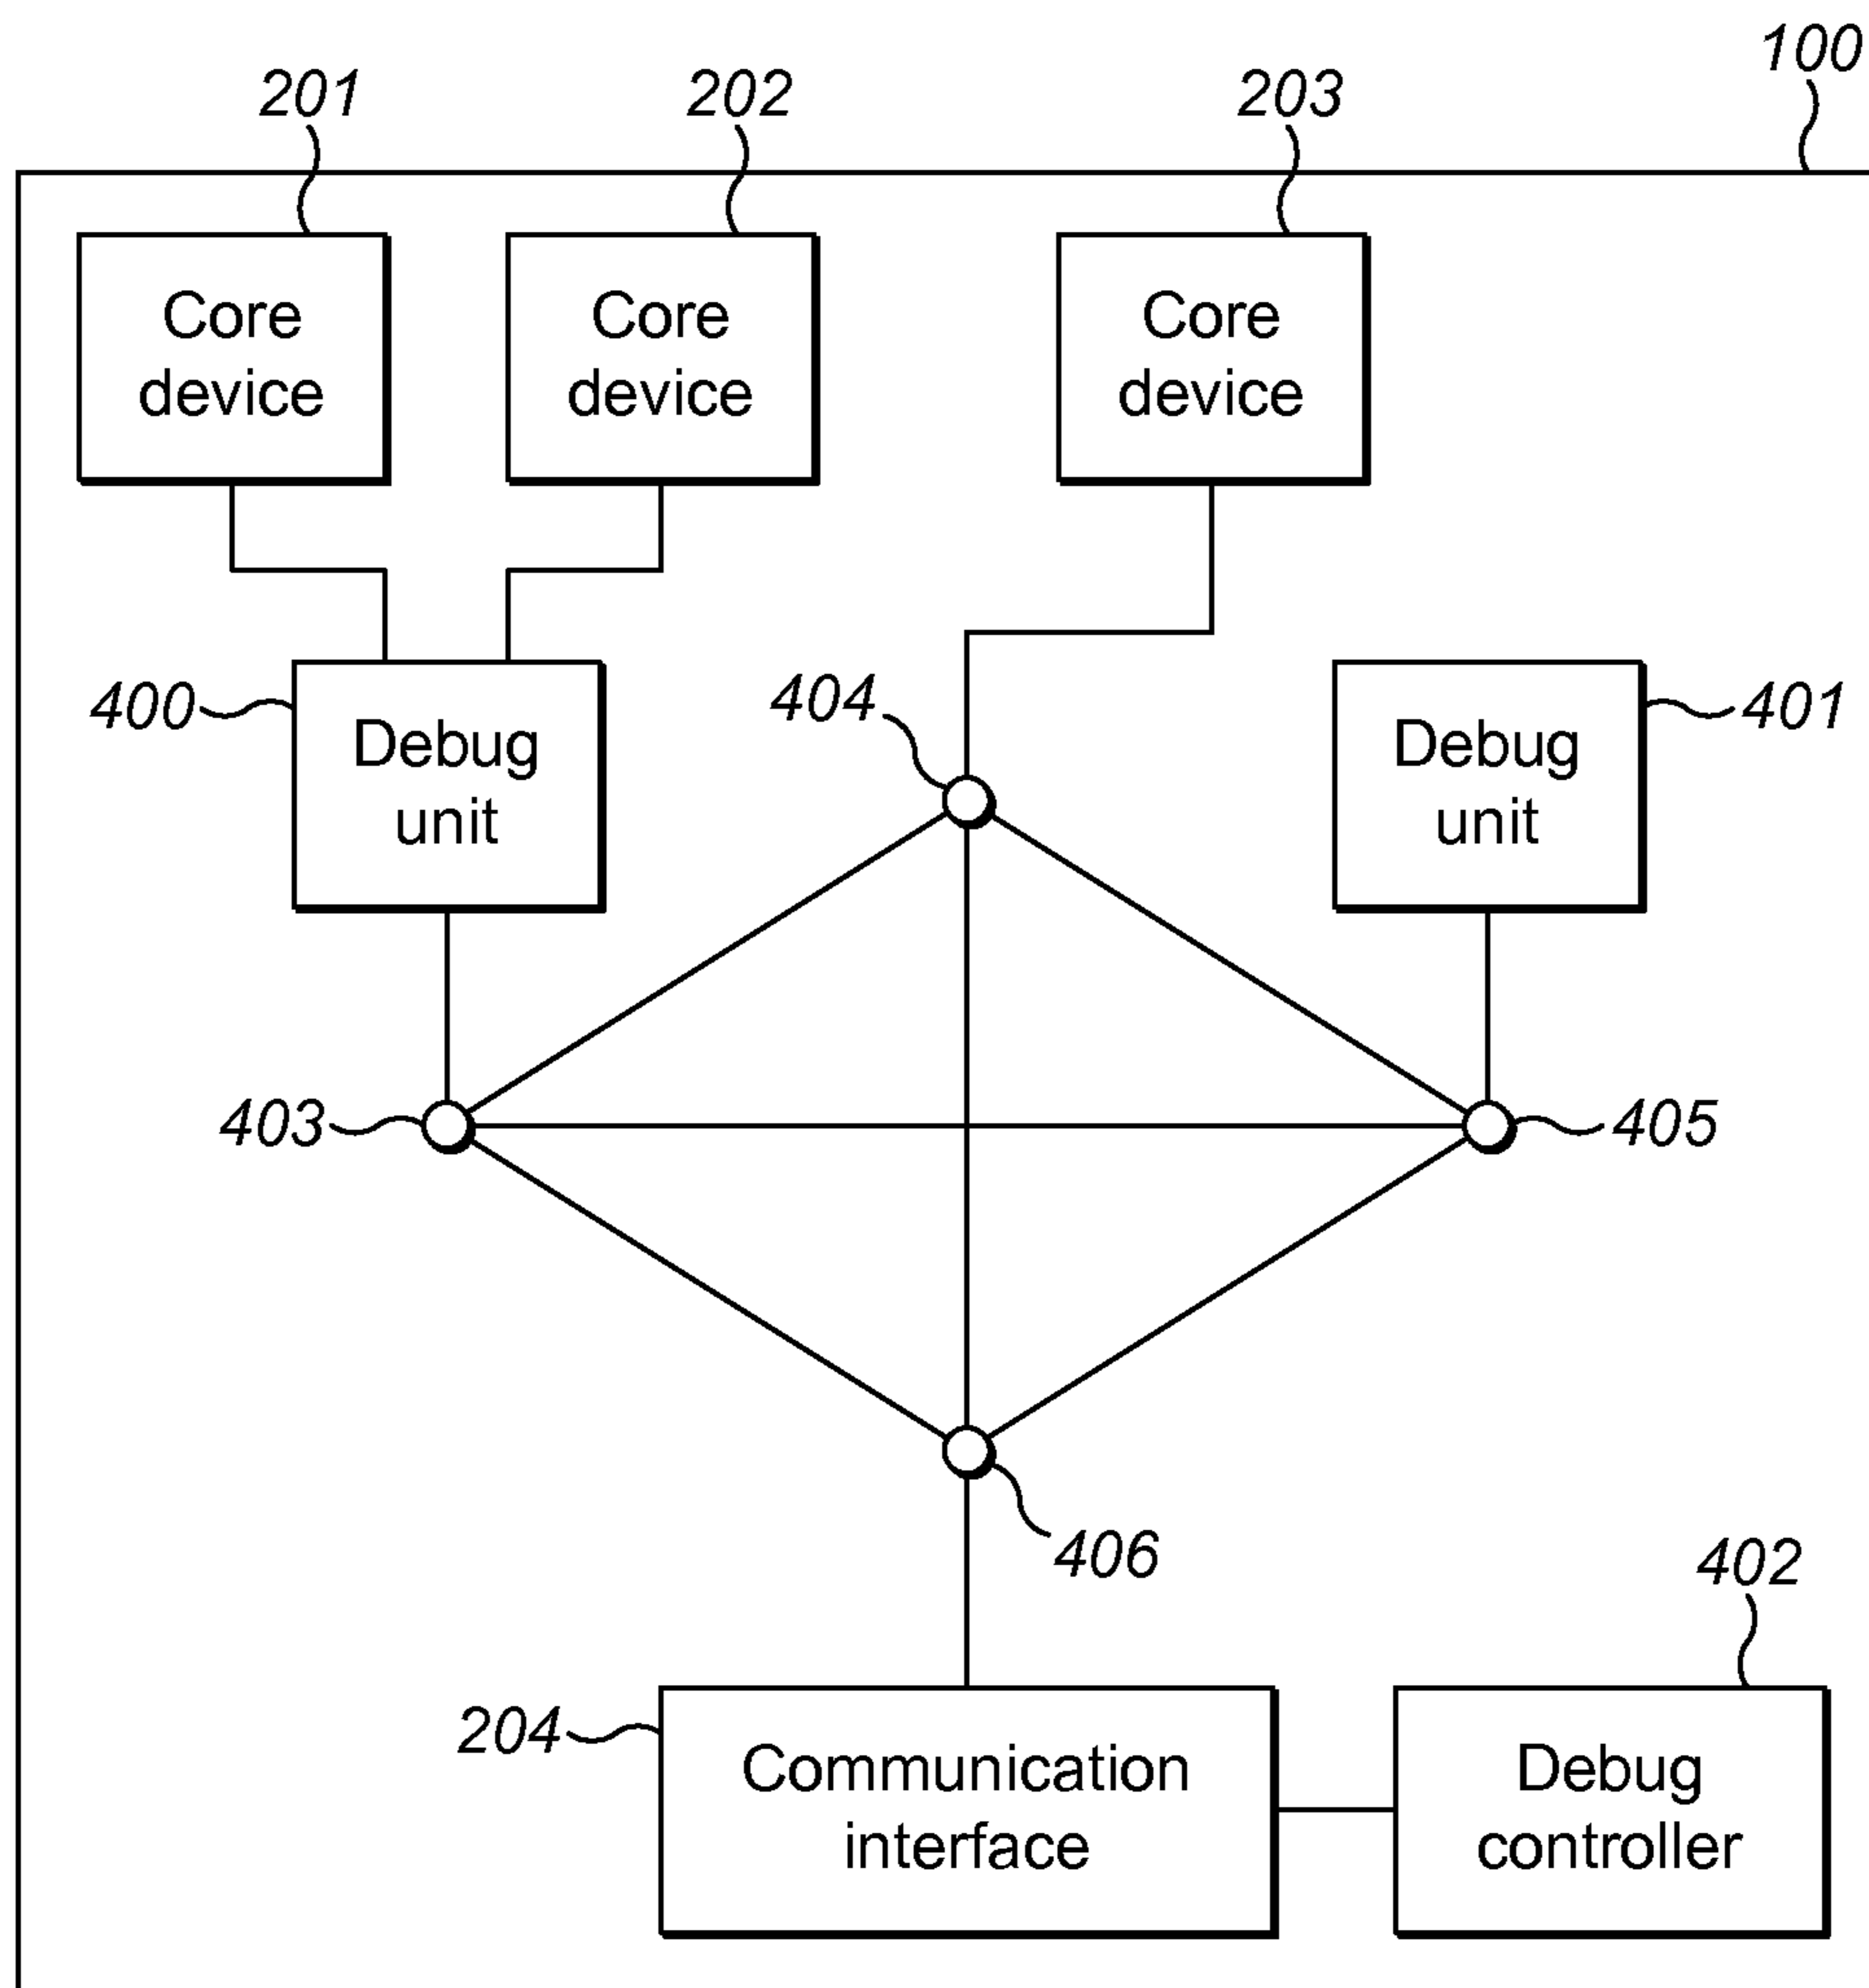 100
201
202
203
Core
device
Core
device
Core
device
400
Debug
unit
404
Debug
unit
401
403
405
406
402
204
Communication
interface
Debug
controller